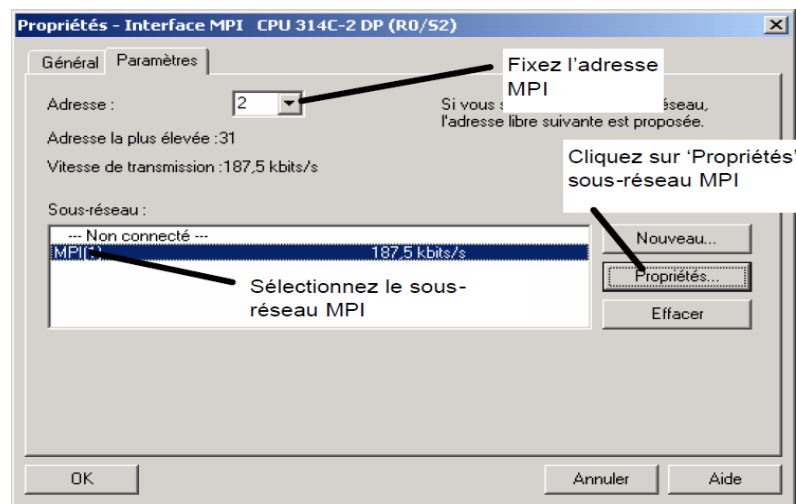 Propriétés - Interface MPI CPU 314C-2 DP (R0/S2)
Général Paramètres
Fixez l'adresse
MPI
Adresse : 2
Si vous s éseau,
l'adresse libre suivante est proposée.
Adresse la plus élevée :31
Vitesse de transmission :187,5 kbits/s
Cliquez sur 'Propriétés'
sous-réseau MPI
Sous-réseau :
--- Non connecté ---
MPI(1) 187,5 kbits/s
Nouveau...
Propriétés...
Effacer
Sélectionnez le sous-
réseau MPI
OK Annuler Aide